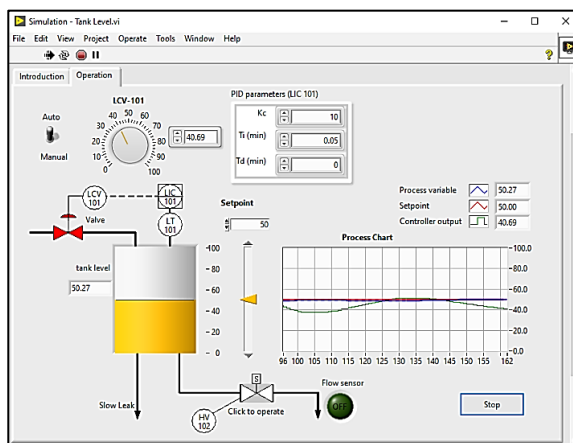 Simulation - Tank Level.vi
File Edit View Project Operate Tools Window Help
Introduction Operation
LCV-101
Auto
Manual
0 10 20 30 40 50 60 70 80 90 100
40.69
PID parameters (LIC 101)
Kc 10
Ti (min) 0.05
Td (min) 0
LCV 101
LIC 101
LT 101
Valve
Setpoint
50
Process variable 50.27
Setpoint 50.00
Controller output 40.69
tank level
50.27
100
80
60
40
20
0
Process Chart
100.0
80.0
60.0
40.0
20.0
0.0
96 100 105 110 115 120 125 130 135 140 145 150 155 162
Slow Leak
S
HV 102
Click to operate
Flow sensor
OFF
Stop